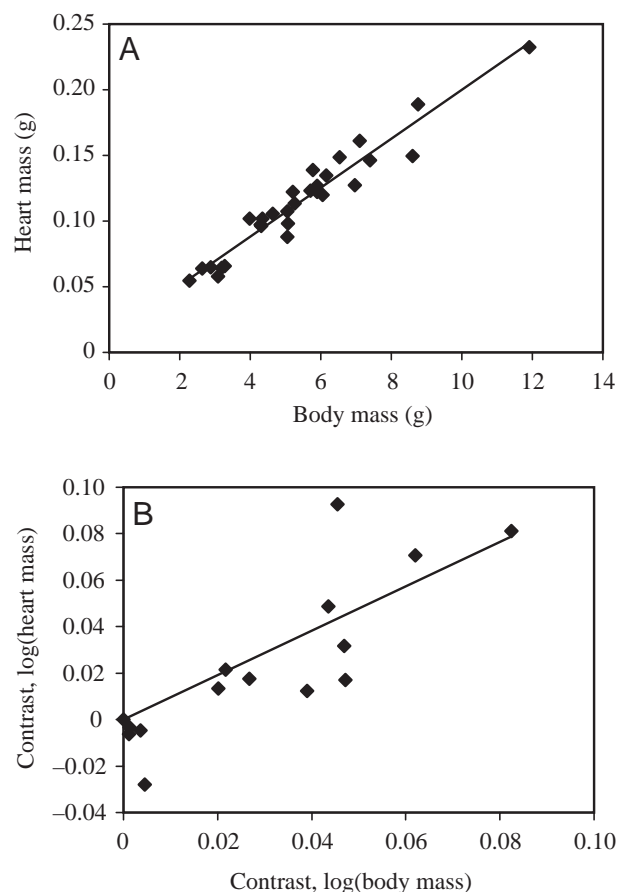 A
0.25
0.20
0.15
0.10
0.05
0
Heart mass (g)
0 2 4 6 8 10 12 14
Body mass (g)
B
0.10
0.08
0.06
0.04
0.02
0
–0.02
–0.04
Contrast, log(heart mass)
0 0.02 0.04 0.06 0.08 0.10
Contrast, log(body mass)